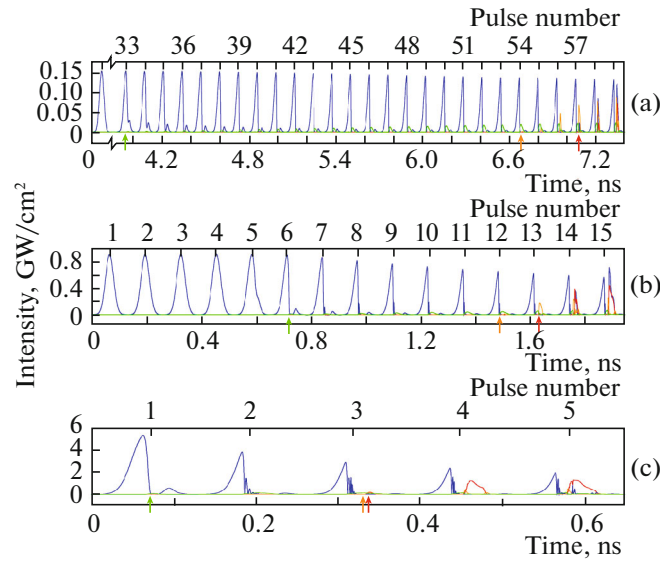 Pulse number
33 36 39 42 45 48 51 54 57
0.15
0.10
0.05
0
(a)
0 4.2 4.8 5.4 6.0 6.6 7.2
Time, ns
Pulse number
1 2 3 4 5 6 7 8 9 10 11 12 13 14 15
0.8
0.4
0
(b)
0 0.4 0.8 1.2 1.6
Time, ns
Intensity, GW/cm²
Pulse number
1 2 3 4 5
6
4
2
0
(c)
0 0.2 0.4 0.6
Time, ns